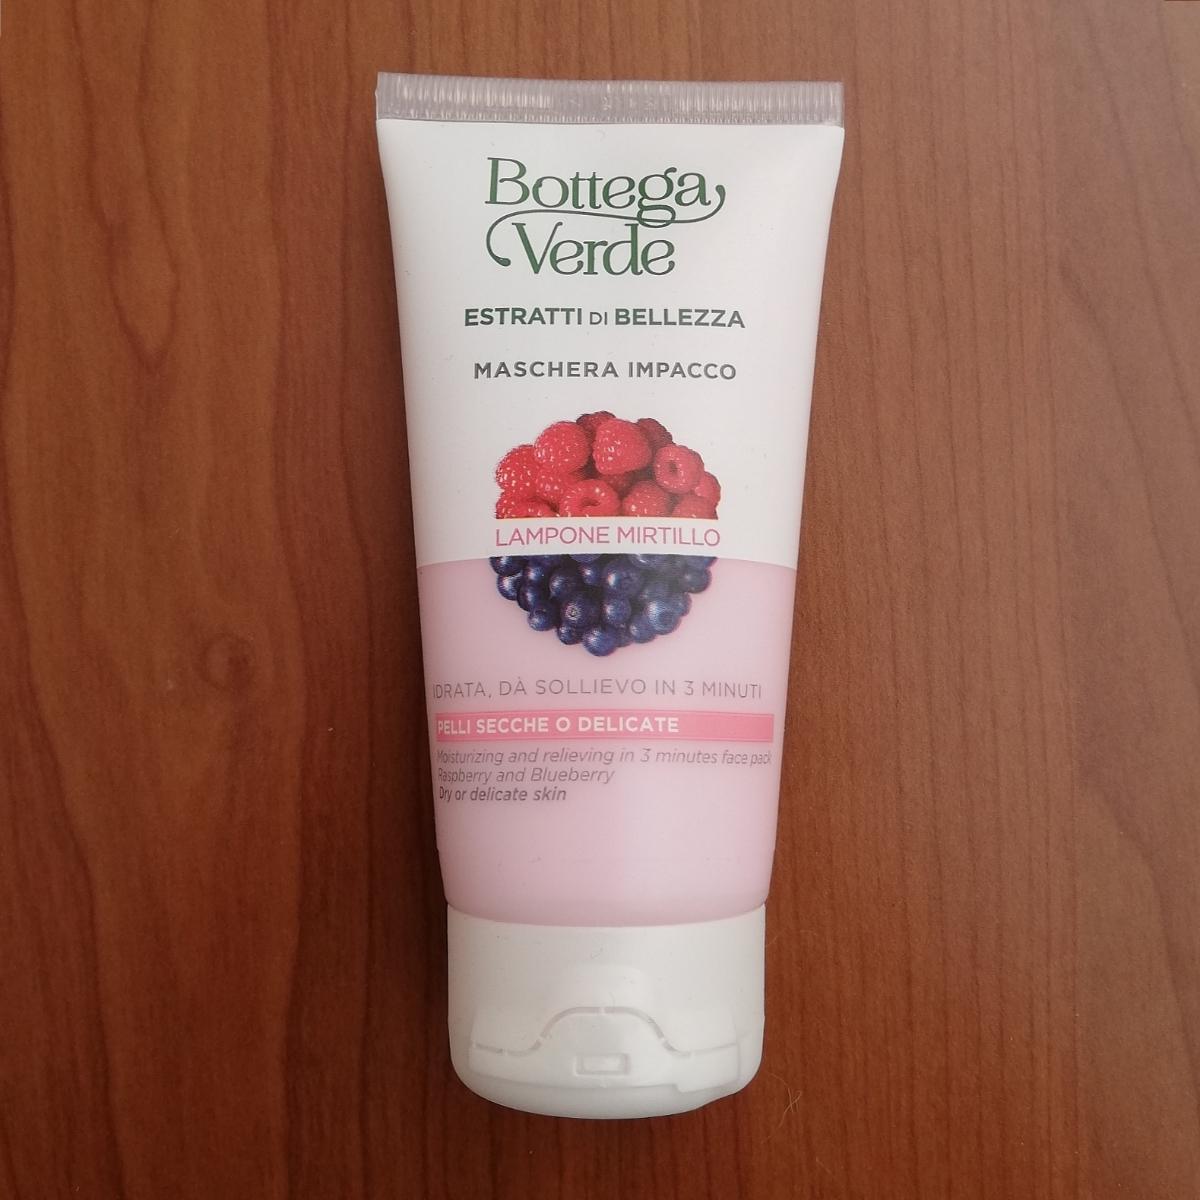 Bottega
Verde
ESTRATTI DI BELLEZZA
MASCHERA IMPACCO
LAMPONE MIRTILLO
IDRATA, DÀ SOLLIEVO IN 3 MINUTI
PELLI SECCHE O DELICATE
Moisturizing and relieving in 3 minutes face pack
Raspberry and Blueberry
Dry or delicate skin